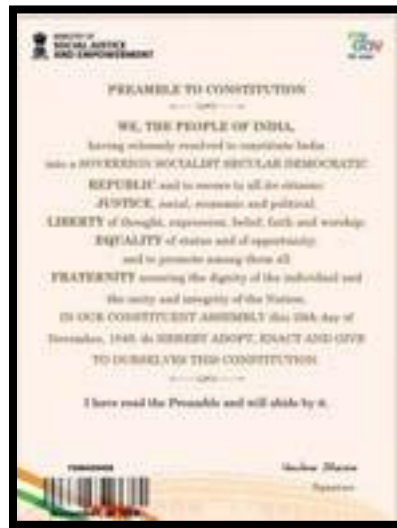 MINISTRY OF
SOCIAL JUSTICE
AND EMPOWERMENT
GOV
PREAMBLE TO CONSTITUTION
WE, THE PEOPLE OF INDIA,
having solemnly resolved to constitute India
into a SOVEREIGN SOCIALIST SECULAR DEMOCRATIC
REPUBLIC and to secure to all its citizens:
JUSTICE, social, economic and political;
LIBERTY of thought, expression, belief, faith and worship;
EQUALITY of status and of opportunity;
and to promote among them all
FRATERNITY assuring the dignity of the individual and
the unity and integrity of the Nation;
IN OUR CONSTITUENT ASSEMBLY this 26th day of
November, 1949, do HEREBY ADOPT, ENACT AND GIVE
TO OURSELVES THIS CONSTITUTION
I have read the Preamble and will abide by it.
Signature